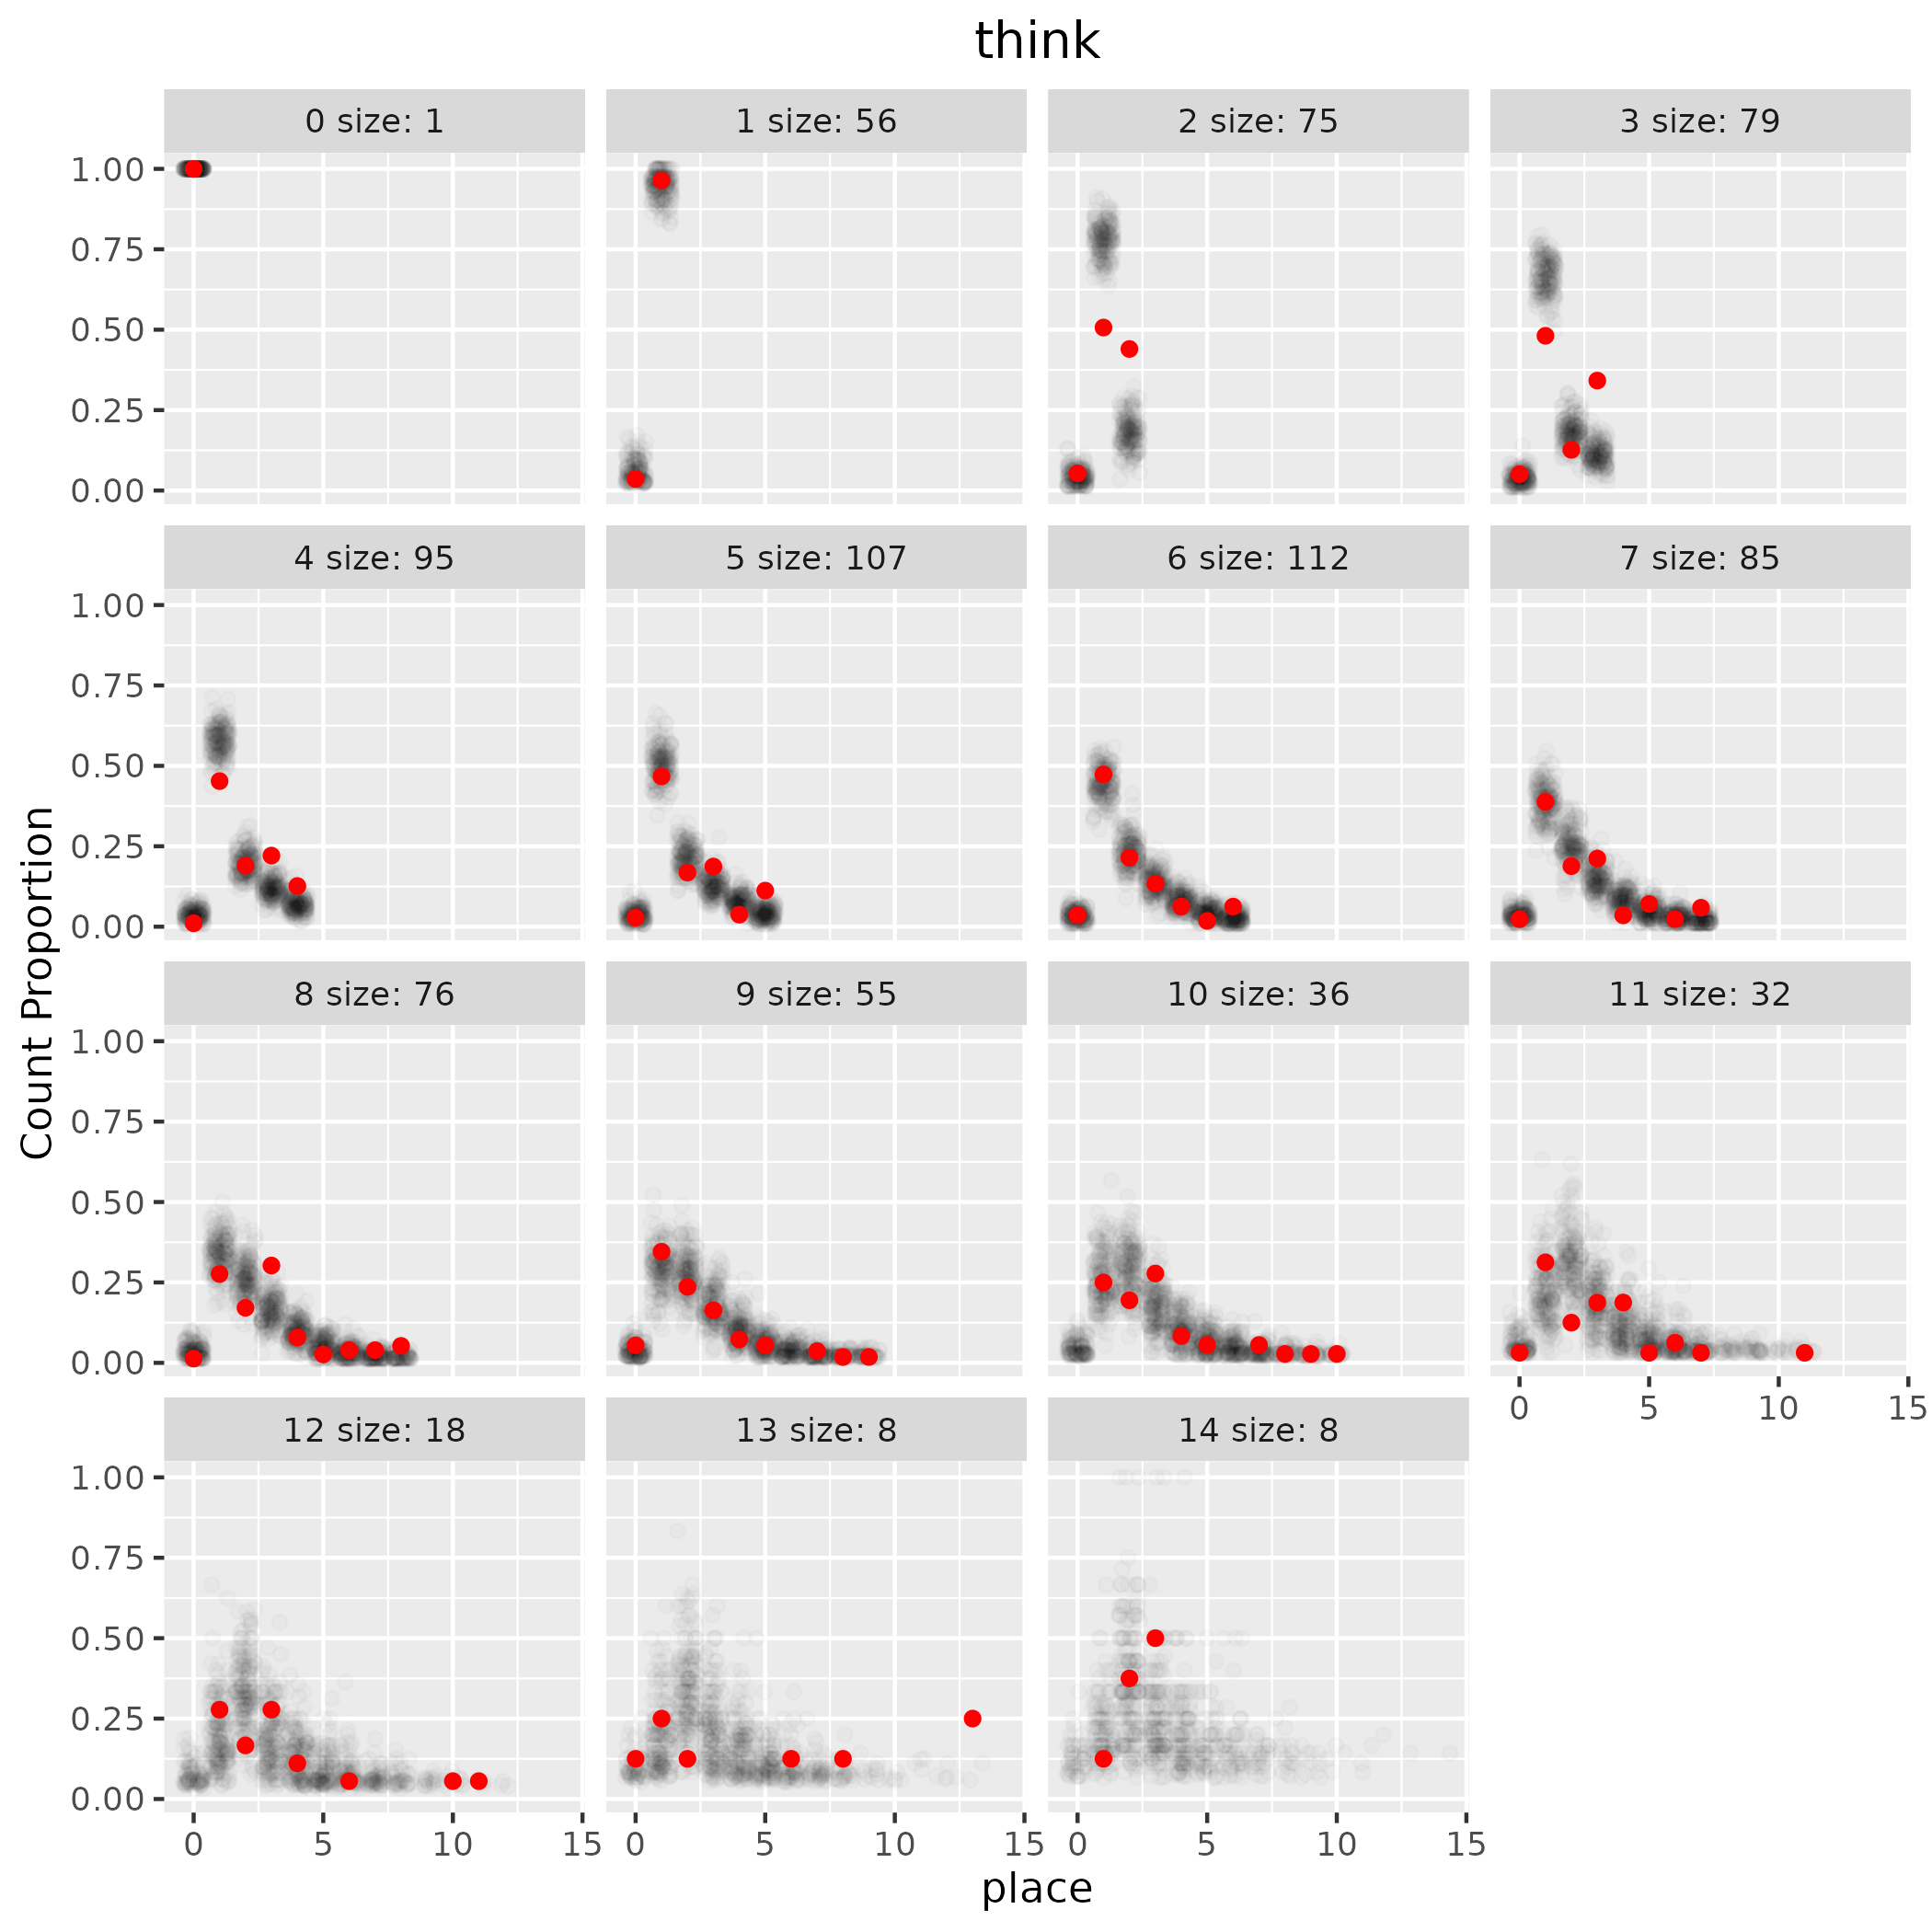 think
0 size: 1
1 size: 56
2 size: 75
3 size: 79
1.00
0.75
0.50
0.25
0.00
4 size: 95
5 size: 107
6 size: 112
7 size: 85
1.00
0.75
0.50
0.25
0.00
Count Proportion
8 size: 76
9 size: 55
10 size: 36
11 size: 32
1.00
0.75
0.50
0.25
0.00
0 5 10 15
12 size: 18
13 size: 8
14 size: 8
1.00
0.75
0.50
0.25
0.00
0 5 10 15
0 5 10 15
0 5 10 15
place